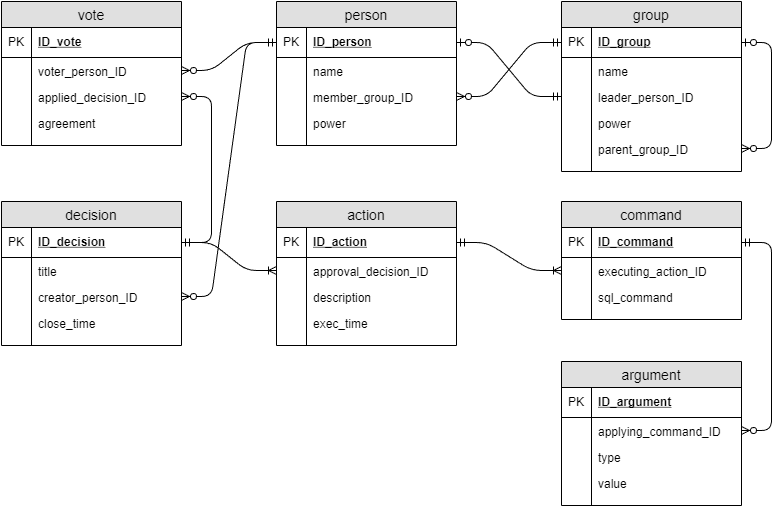 vote
PK ID_vote
voter_person_ID
applied_decision_ID
agreement
person
PK ID_person
name
member_group_ID
power
group
PK ID_group
name
leader_person_ID
power
parent_group_ID
decision
PK ID_decision
title
creator_person_ID
close_time
action
PK ID_action
approval_decision_ID
description
exec_time
command
PK ID_command
executing_action_ID
sql_command
argument
PK ID_argument
applying_command_ID
type
value